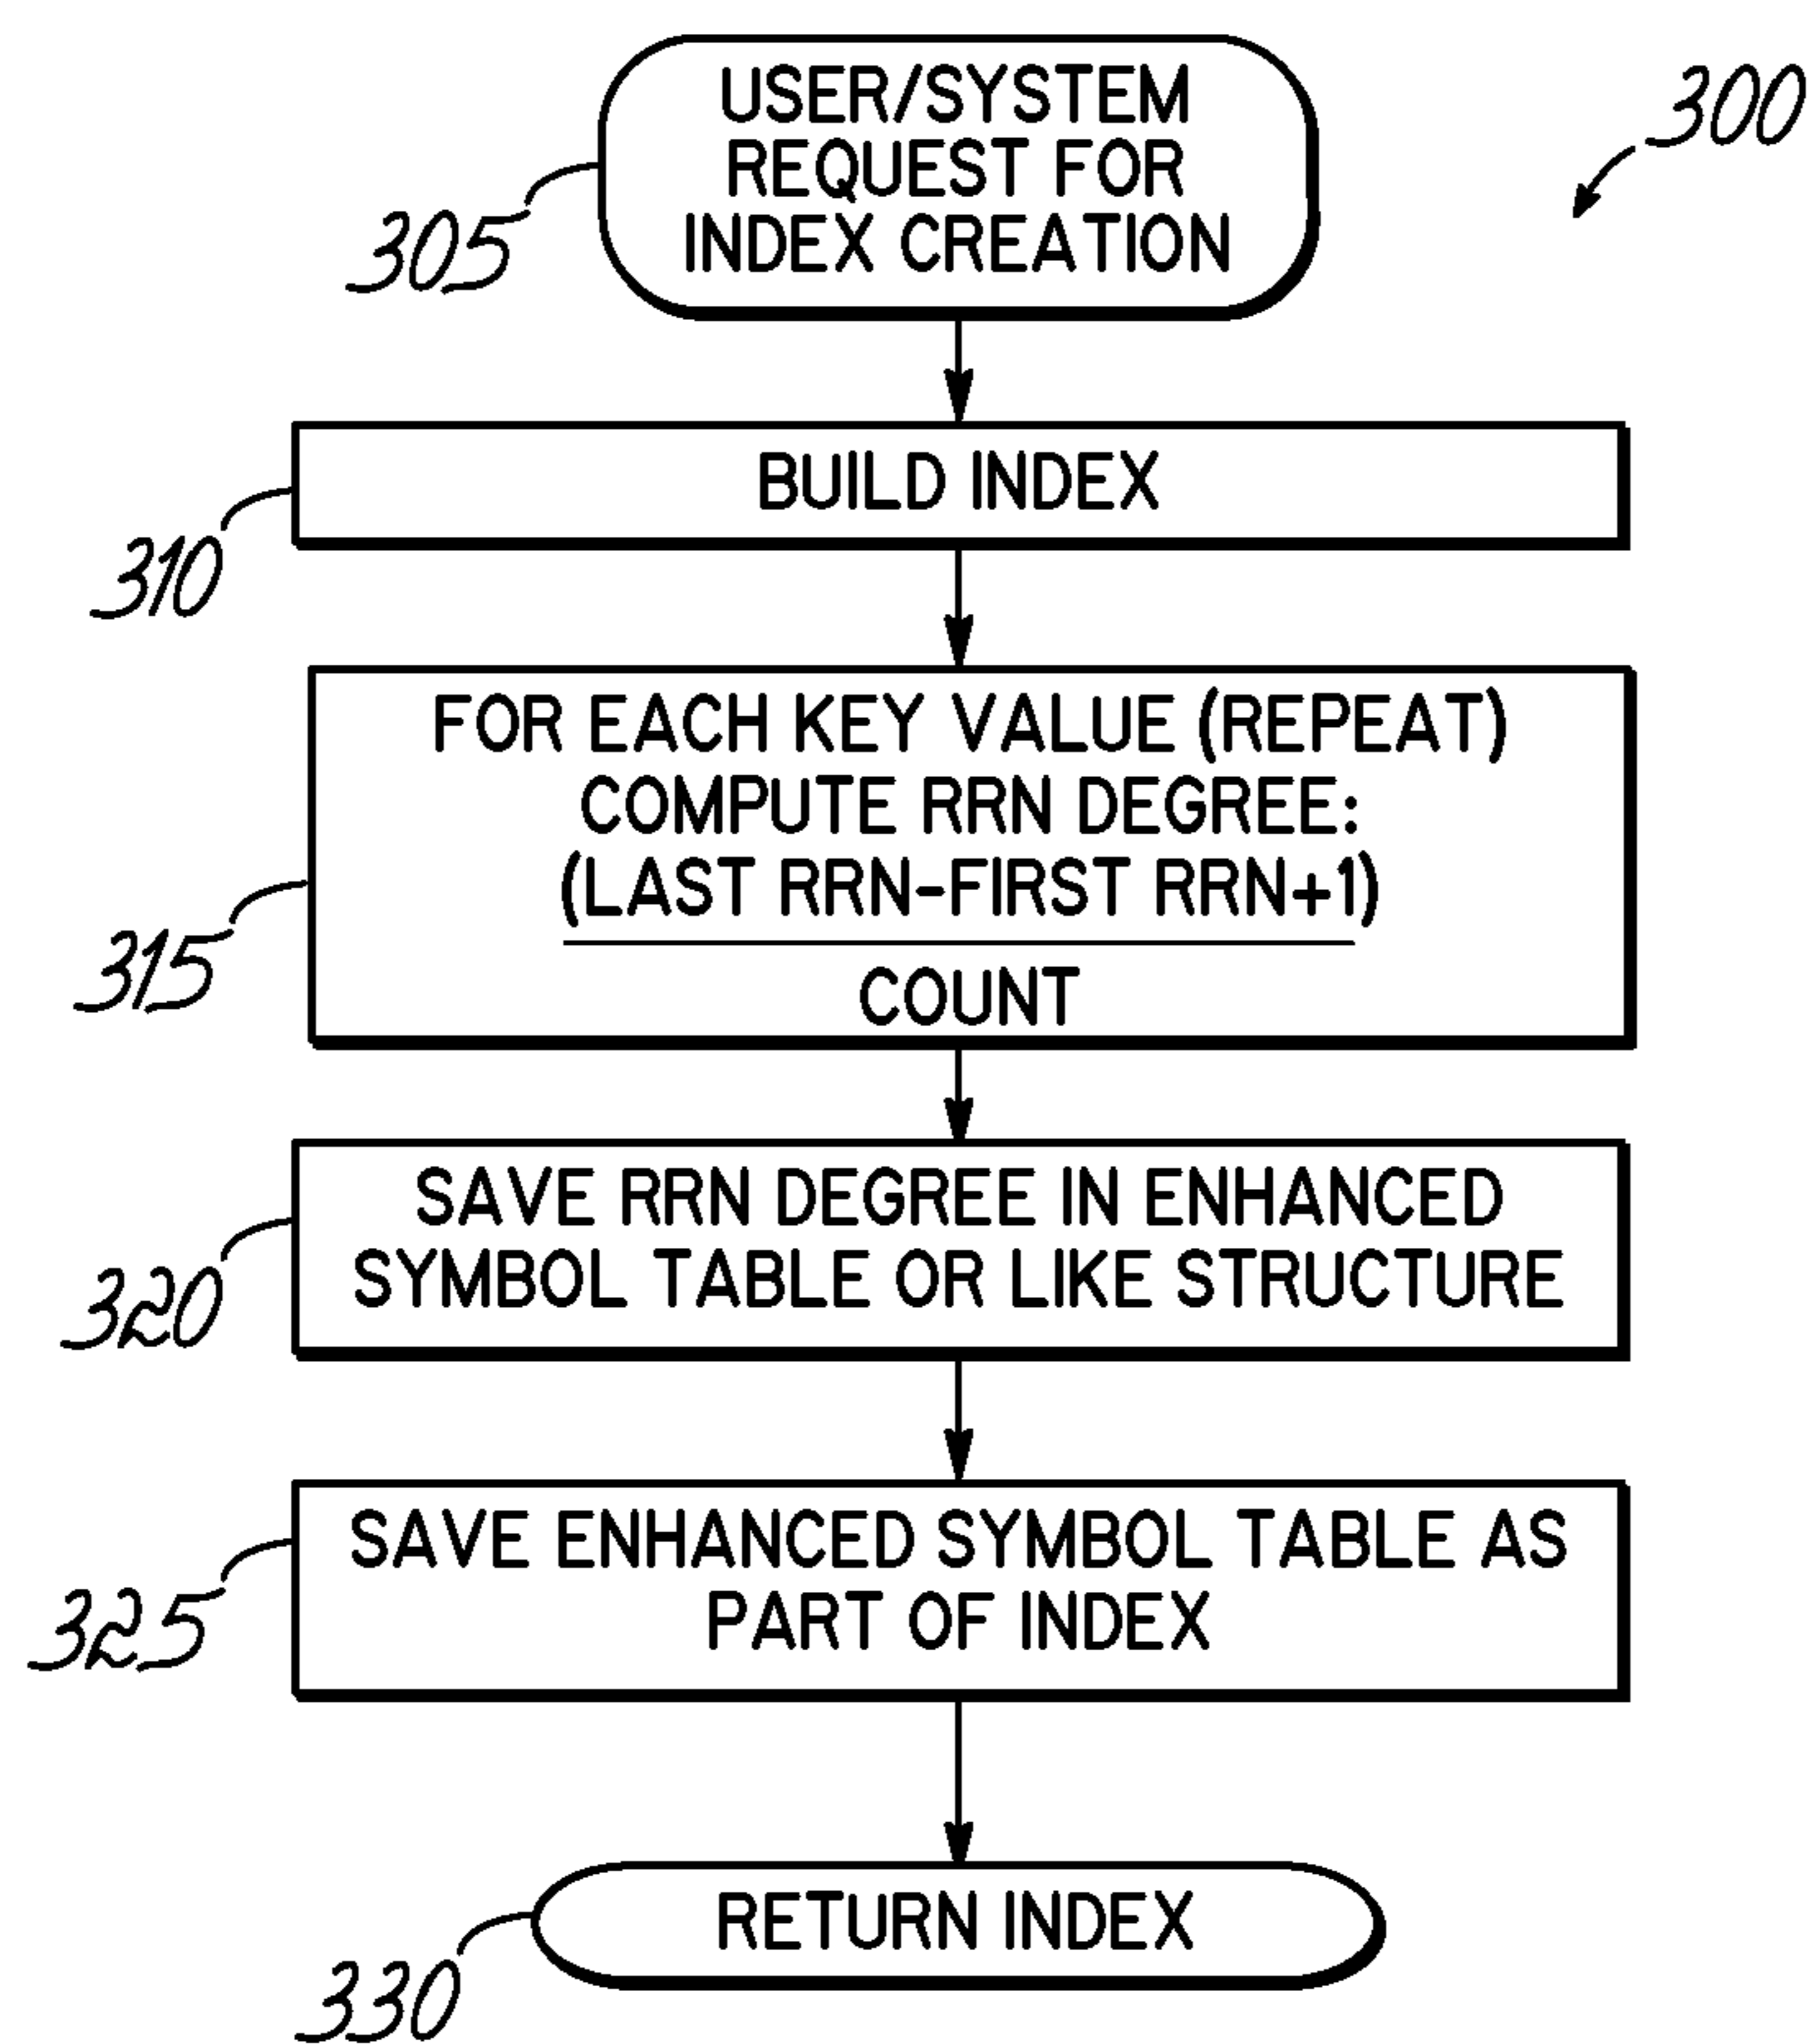 USER/SYSTEM
REQUEST FOR
INDEX CREATION
300
305
BUILD INDEX
310
FOR EACH KEY VALUE (REPEAT)
COMPUTE RRN DEGREE:
(LAST RRN-FIRST RRN+1)
COUNT
315
SAVE RRN DEGREE IN ENHANCED
SYMBOL TABLE OR LIKE STRUCTURE
320
SAVE ENHANCED SYMBOL TABLE AS
PART OF INDEX
325
RETURN INDEX
330